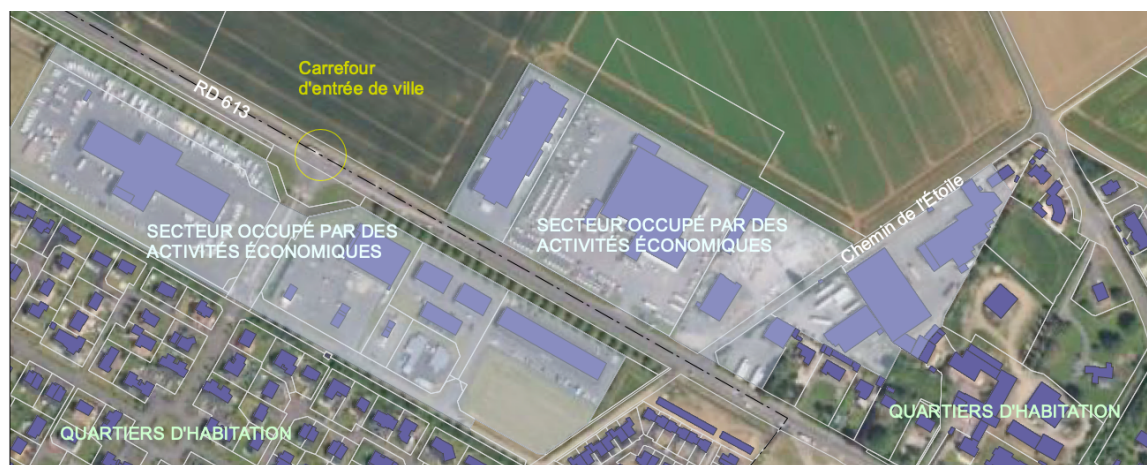 Carrefour
d'entrée de ville
RD 613
SECTEUR OCCUPÉ PAR DES
ACTIVITÉS ÉCONOMIQUES
SECTEUR OCCUPÉ PAR DES
ACTIVITÉS ÉCONOMIQUES
Chemin de l'Étoile
QUARTIERS D'HABITATION
QUARTIERS D'HABITATION